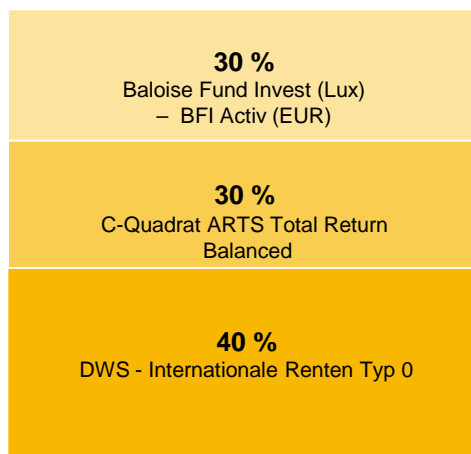 30 %
Baloise Fund Invest (Lux)
– BFI Activ (EUR)
30 %
C-Quadrat ARTS Total Return
Balanced
40 %
DWS - Internationale Renten Typ 0